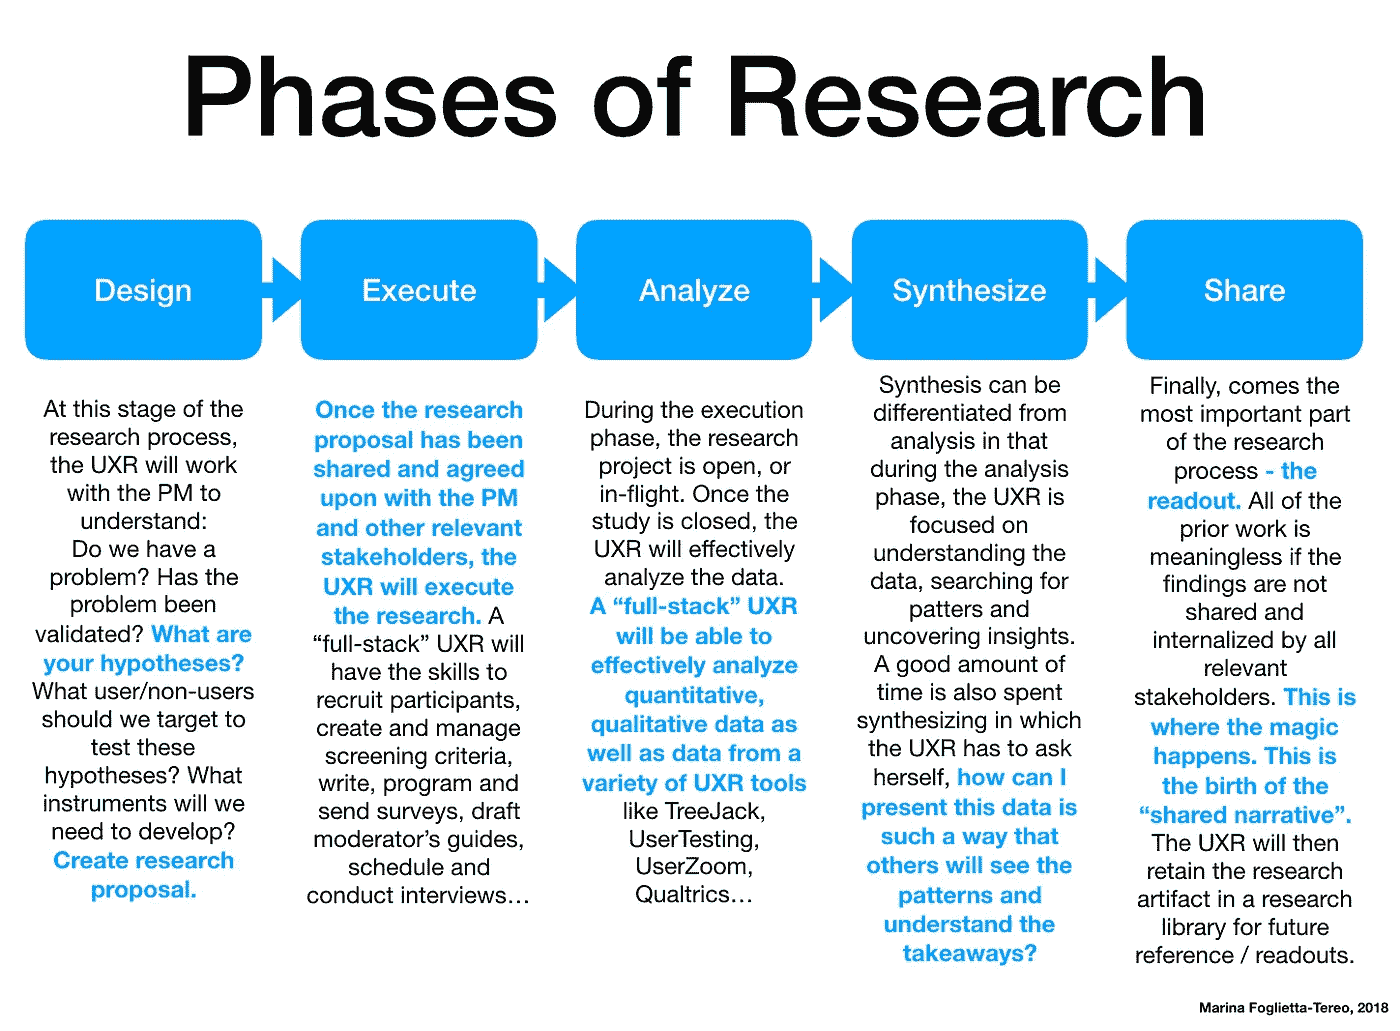 Phases of Research
Design
Execute
Analyze
Synthesize
Share
At this stage of the
research process,
the UXR will work
with the PM to
understand:
Do we have a
problem? Has the
problem been
validated? What are
your hypotheses?
What user/non-users
should we target to
test these
hypotheses? What
instruments will we
need to develop?
Create research
proposal.
Once the research
proposal has been
shared and agreed
upon with the PM
and other relevant
stakeholders, the
UXR will execute
the research. A
“full-stack” UXR will
have the skills to
recruit participants,
create and manage
screening criteria,
write, program and
send surveys, draft
moderator’s guides,
schedule and
conduct interviews…
During the execution
phase, the research
project is open, or
in-flight. Once the
study is closed, the
UXR will effectively
analyze the data.
A “full-stack” UXR
will be able to
effectively analyze
quantitative,
qualitative data as
well as data from a
variety of UXR tools
like TreeJack,
UserTesting,
UserZoom,
Qualtrics…
Synthesis can be
differentiated from
analysis in that
during the analysis
phase, the UXR is
focused on
understanding the
data, searching for
patters and
uncovering insights.
A good amount of
time is also spent
synthesizing in which
the UXR has to ask
herself, how can I
present this data is
such a way that
others will see the
patterns and
understand the
takeaways?
Finally, comes the
most important part
of the research
process - the
readout. All of the
prior work is
meaningless if the
findings are not
shared and
internalized by all
relevant
stakeholders. This is
where the magic
happens. This is
the birth of the
“shared narrative”.
The UXR will then
retain the research
artifact in a research
library for future
reference / readouts.
Marina Foglietta-Tereo, 2018